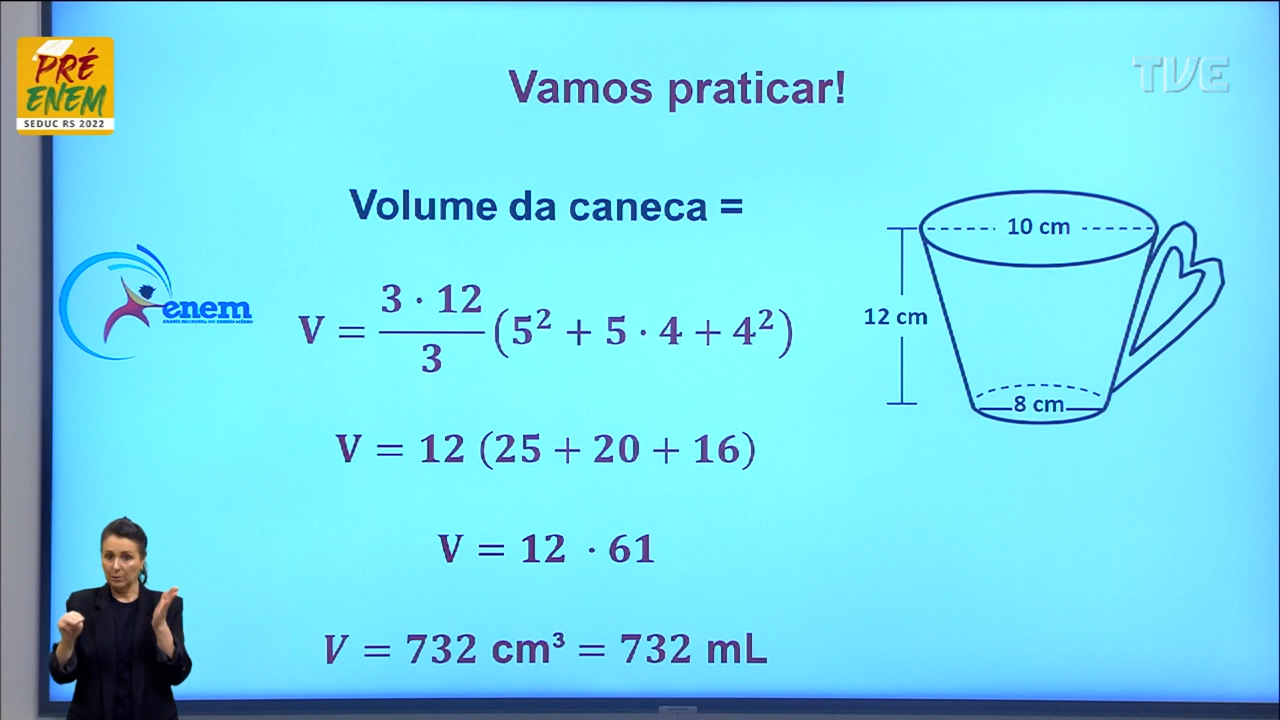 PRÉ
ENEM
SEDUC RS 2022
TVE
Vamos praticar!
Volume da caneca =
enem
V = 3 · 12 / 3 (5² + 5 · 4 + 4²)
V = 12 (25 + 20 + 16)
V = 12 · 61
V = 732 cm³ = 732 mL
10 cm
12 cm
8 cm